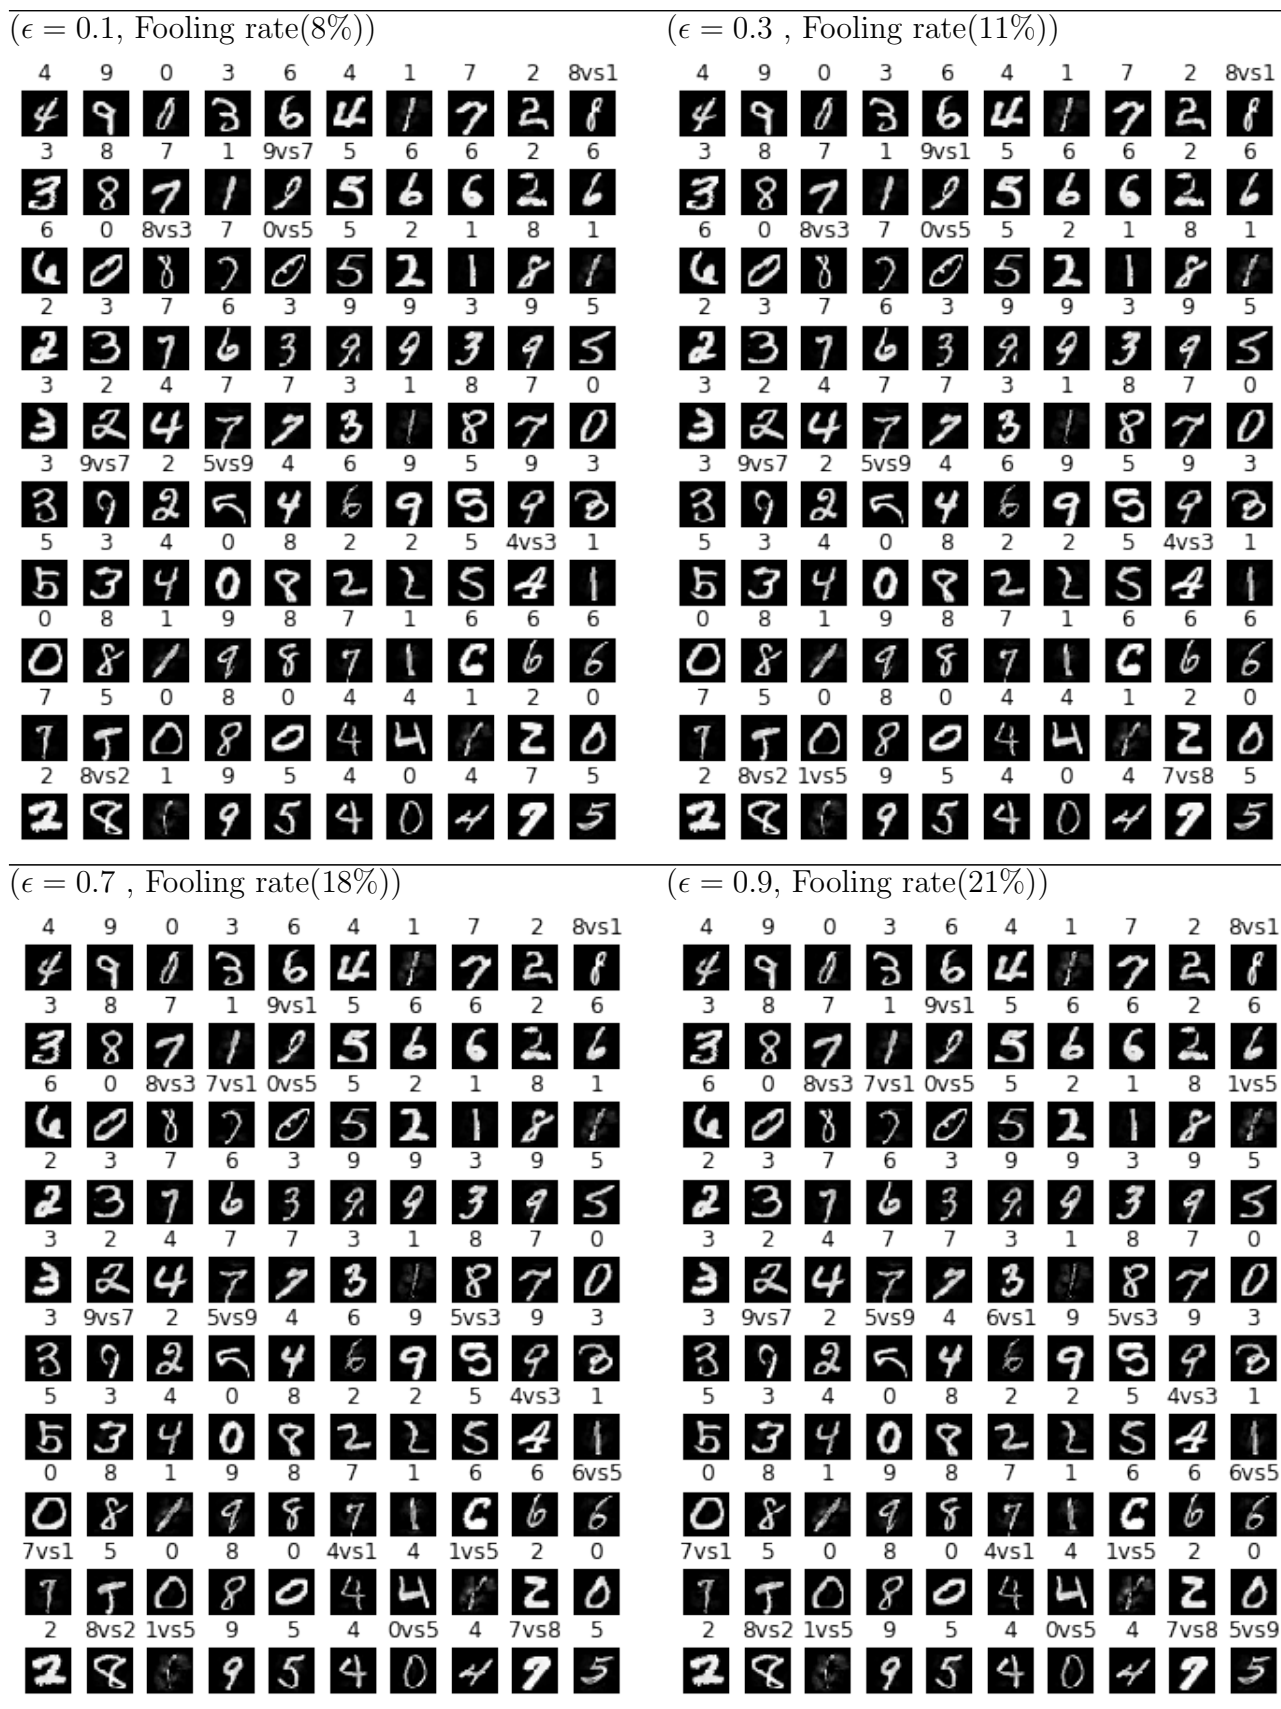 (ϵ = 0.1, Fooling rate(8%))
4 9 0 3 6 4 1 7 2 8vs1
3 8 7 1 9vs7 5 6 6 2 6
6 0 8vs3 7 0vs5 5 2 1 8 1
2 3 7 6 3 9 9 3 9 5
3 2 4 7 7 3 1 8 7 0
3 9vs7 2 5vs9 4 6 9 5 9 3
5 3 4 0 8 2 2 5 4vs3 1
0 8 1 9 8 7 1 6 6 6
7 5 0 8 0 4 4 1 2 0
2 8vs2 1 9 5 4 0 4 7 5
(ϵ = 0.3 , Fooling rate(11%))
4 9 0 3 6 4 1 7 2 8vs1
3 8 7 1 9vs1 5 6 6 2 6
6 0 8vs3 7 0vs5 5 2 1 8 1
2 3 7 6 3 9 9 3 9 5
3 2 4 7 7 3 1 8 7 0
3 9vs7 2 5vs9 4 6 9 5 9 3
5 3 4 0 8 2 2 5 4vs3 1
0 8 1 9 8 7 1 6 6 6
7 5 0 8 0 4 4 1 2 0
2 8vs2 1vs5 9 5 4 0 4 7vs8 5
(ϵ = 0.7 , Fooling rate(18%))
4 9 0 3 6 4 1 7 2 8vs1
3 8 7 1 9vs1 5 6 6 2 6
6 0 8vs3 7vs1 0vs5 5 2 1 8 1
2 3 7 6 3 9 9 3 9 5
3 2 4 7 7 3 1 8 7 0
3 9vs7 2 5vs9 4 6 9 5vs3 9 3
5 3 4 0 8 2 2 5 4vs3 1
0 8 1 9 8 7 1 6 6 6vs5
7vs1 5 0 8 0 4vs1 4 1vs5 2 0
2 8vs2 1vs5 9 5 4 0vs5 4 7vs8 5
(ϵ = 0.9, Fooling rate(21%))
4 9 0 3 6 4 1 7 2 8vs1
3 8 7 1 9vs1 5 6 6 2 6
6 0 8vs3 7vs1 0vs5 5 2 1 8 1vs5
2 3 7 6 3 9 9 3 9 5
3 2 4 7 7 3 1 8 7 0
3 9vs7 2 5vs9 4 6vs1 9 5vs3 9 3
5 3 4 0 8 2 2 5 4vs3 1
0 8 1 9 8 7 1 6 6 6vs5
7vs1 5 0 8 0 4vs1 4 1vs5 2 0
2 8vs2 1vs5 9 5 4 0vs5 4 7vs8 5vs9